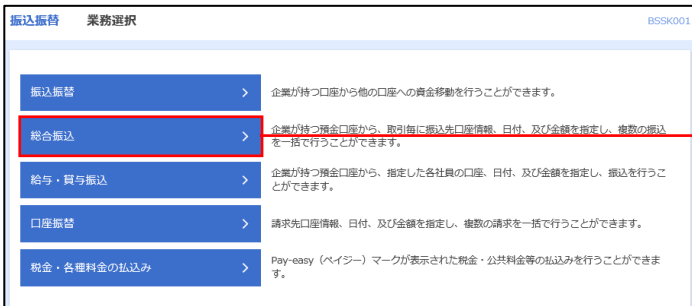 振込振替 業務選択 BSSK001
振込振替 企業が持つ口座から他の口座への資金移動を行うことができます。
総合振込 企業が持つ預金口座から、取引毎に振込先口座情報、日付、及び金額を指定し、複数の振込
を一括で行うことができます。
給与・賞与振込 企業が持つ預金口座から、指定した各社員の口座、日付、及び金額を指定し、振込を行うこ
とができます。
口座振替 請求先口座情報、日付、及び金額を指定し、複数の請求を一括で行うことができます。
税金・各種料金の払込み Pay-easy（ペイジー）マークが表示された税金・公共料金等の払込みを行うことができま
す。